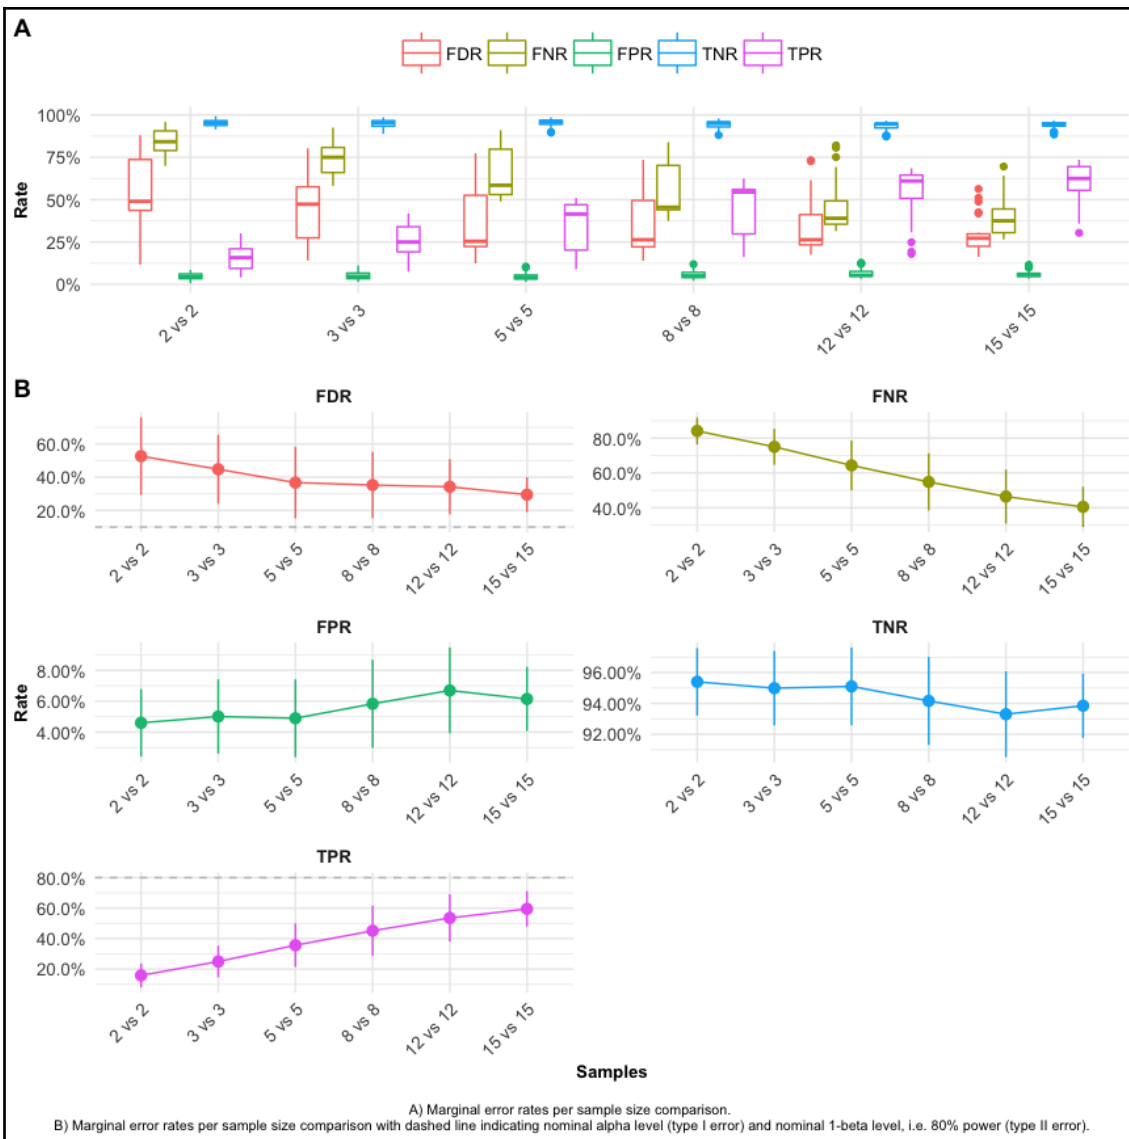 A
FDR FNR FPR TNR TPR
100%
75%
50%
25%
0%
Rate
2 vs 2 3 vs 3 5 vs 5 8 vs 8 12 vs 12 15 vs 15
B
FDR FNR
60.0%
40.0%
20.0%
80.0%
60.0%
40.0%
2 vs 2 3 vs 3 5 vs 5 8 vs 8 12 vs 12 15 vs 15
2 vs 2 3 vs 3 5 vs 5 8 vs 8 12 vs 12 15 vs 15
FPR TNR
8.00%
6.00%
4.00%
96.00%
94.00%
92.00%
Rate
2 vs 2 3 vs 3 5 vs 5 8 vs 8 12 vs 12 15 vs 15
2 vs 2 3 vs 3 5 vs 5 8 vs 8 12 vs 12 15 vs 15
TPR
80.0%
60.0%
40.0%
20.0%
2 vs 2 3 vs 3 5 vs 5 8 vs 8 12 vs 12 15 vs 15
Samples
A) Marginal error rates per sample size comparison.
B) Marginal error rates per sample size comparison with dashed line indicating nominal alpha level (type I error) and nominal 1-beta level, i.e. 80% power (type II error).